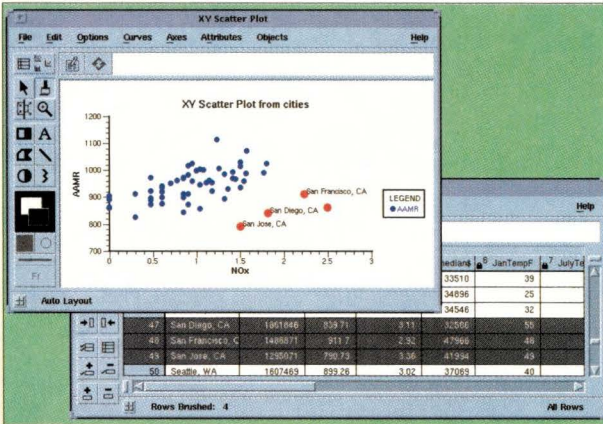 XY Scatter Plot
File Edit Options Curves Axes Attributes Objects Help
A
XY Scatter Plot from cities
1200
1100
1000
900
800
700
AAMR
0 0.5 1 1.5 2 2.5 3
NOx
San Francisco, CA
San Diego, CA
San Jose, CA
LEGEND
AAMR
Fr
Auto Layout
Help
6 JanTempF 7 JulyTe
33510 39
34896 25
34546 32
47 San Diego, CA 1861846 839.71 3.11 55
48 San Francisco, C 911.7 2.92 47966 48
49 San Jose, CA 1295071 790.73 3.36 41994 49
50 Seattle, WA 1607469 899.26 3.02 37069 40
Rows Brushed: 4 All Rows